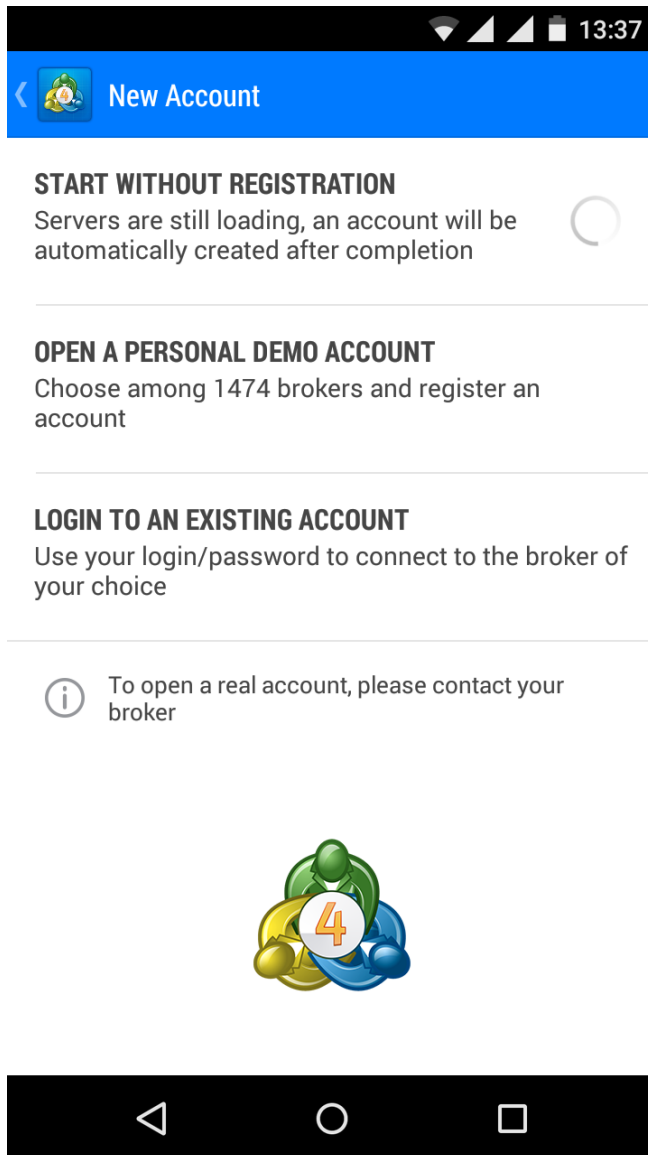 13:37
4
New Account
START WITHOUT REGISTRATION
Servers are still loading, an account will be
automatically created after completion
OPEN A PERSONAL DEMO ACCOUNT
Choose among 1474 brokers and register an
account
LOGIN TO AN EXISTING ACCOUNT
Use your login/password to connect to the broker of
your choice
To open a real account, please contact your
broker
4